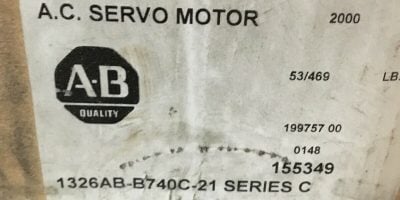 A.C. SERVO MOTOR 2000
A-B
53/469 LB
QUALITY
199757 00
0148
155349
1326AB-B740C-21 SERIES C